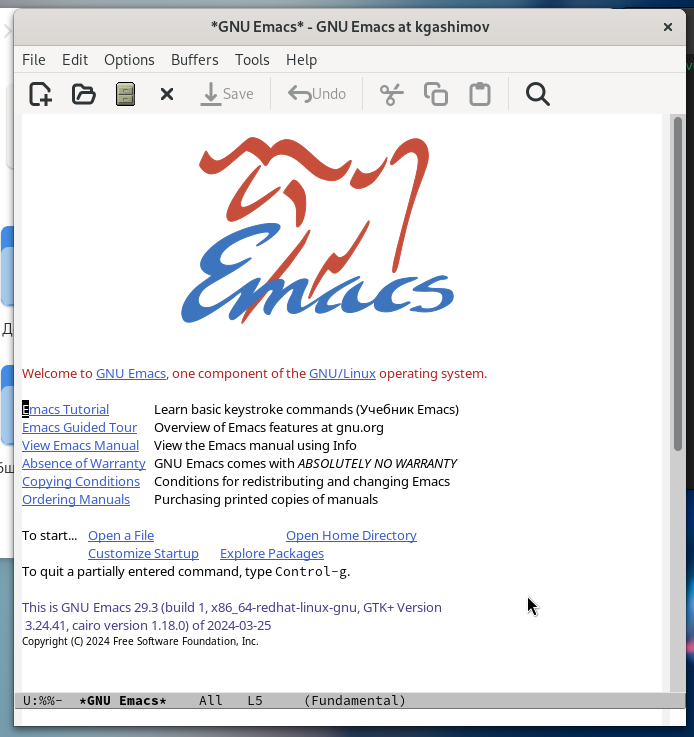 *GNU Emacs* - GNU Emacs at kgashimov
File Edit Options Buffers Tools Help
Save Undo
Emacs
Welcome to GNU Emacs, one component of the GNU/Linux operating system.
Emacs Tutorial Learn basic keystroke commands (Учебник Emacs)
Emacs Guided Tour Overview of Emacs features at gnu.org
View Emacs Manual View the Emacs manual using Info
Absence of Warranty GNU Emacs comes with ABSOLUTELY NO WARRANTY
Copying Conditions Conditions for redistributing and changing Emacs
Ordering Manuals Purchasing printed copies of manuals
To start... Open a File Open Home Directory
Customize Startup Explore Packages
To quit a partially entered command, type Control-g.
This is GNU Emacs 29.3 (build 1, x86_64-redhat-linux-gnu, GTK+ Version
3.24.41, cairo version 1.18.0) of 2024-03-25
Copyright (C) 2024 Free Software Foundation, Inc.
U:%%- *GNU Emacs* All L5 (Fundamental)